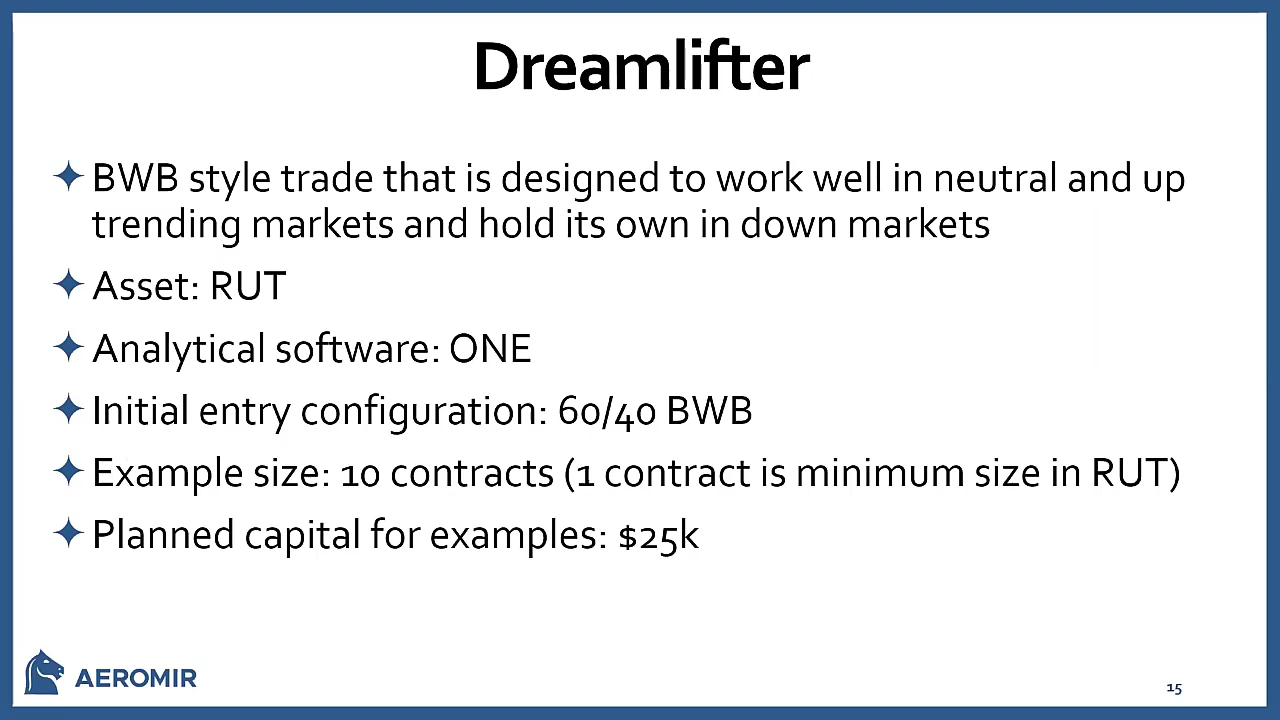 Dreamlifter
BWB style trade that is designed to work well in neutral and up
trending markets and hold its own in down markets
Asset: RUT
Analytical software: ONE
Initial entry configuration: 60/40 BWB
Example size: 10 contracts (1 contract is minimum size in RUT)
Planned capital for examples: $25k
AEROMIR
15